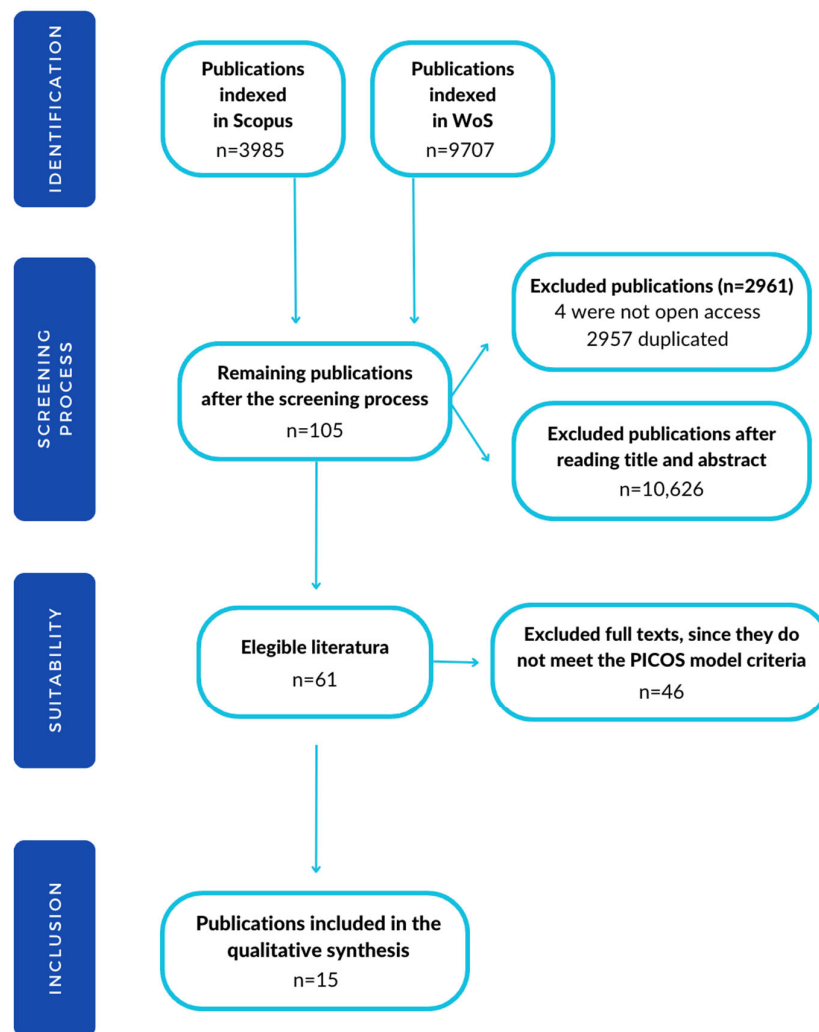 IDENTIFICATION
Publications
indexed
in Scopus
n=3985
Publications
indexed
in WoS
n=9707
SCREENING
PROCESS
Remaining publications
after the screening process
n=105
Excluded publications (n=2961)
4 were not open access
2957 duplicated
Excluded publications after
reading title and abstract
n=10,626
SUITABILITY
Elegible literatura
n=61
Excluded full texts, since they do
not meet the PICOS model criteria
n=46
INCLUSION
Publications included in the
qualitative synthesis
n=15